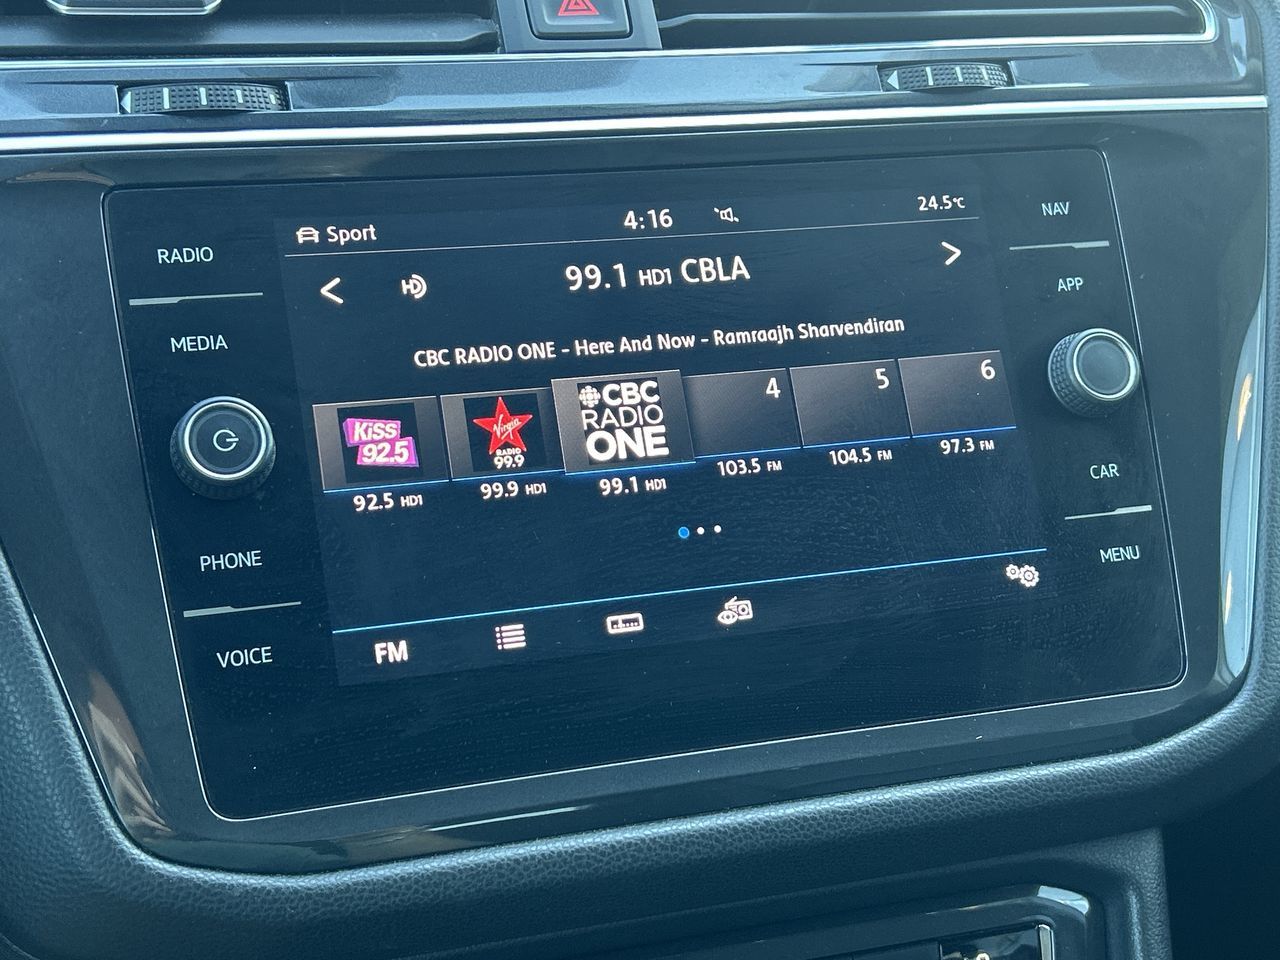 Sport 4:16 24.5°C
NAV
RADIO
99.1 HD1 CBLA
HD
APP
MEDIA
CBC RADIO ONE - Here And Now - Ramraajh Sharvendiran
KiSS 92.5
Virgin RADIO 99.9
CBC RADIO ONE
4
5
6
92.5 HD1
99.9 HD1
99.1 HD1
103.5 FM
104.5 FM
97.3 FM
CAR
PHONE
MENU
FM
VOICE